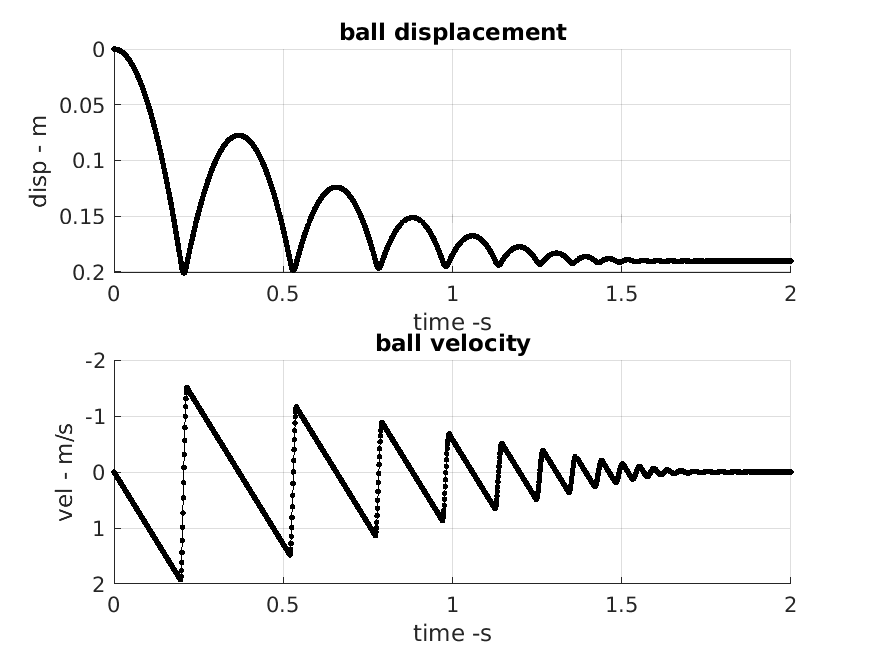 ball displacement
disp - m
0
0.05
0.1
0.15
0.2
0 0.5 1 1.5 2
time -s
ball velocity
vel - m/s
-2
-1
0
1
2
0 0.5 1 1.5 2
time -s